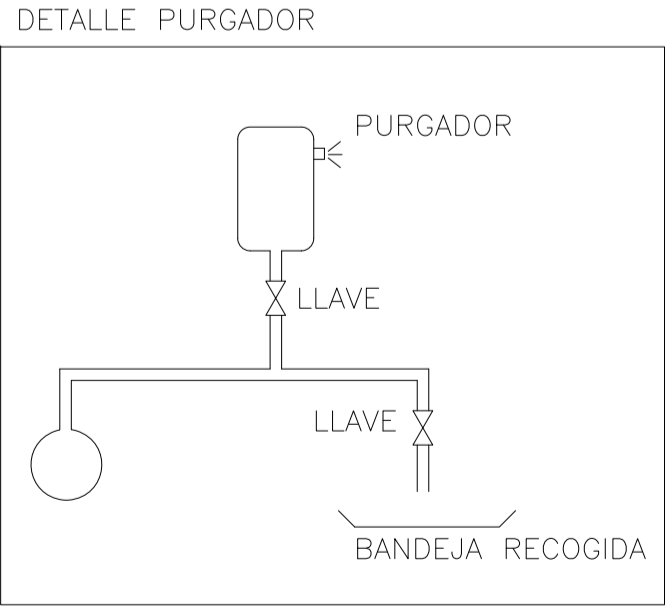 DETALLE PURGADOR
PURGADOR
LLAVE
LLAVE
BANDEJA RECOGIDA